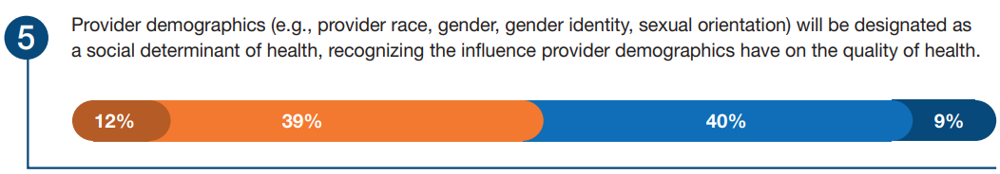 5
Provider demographics (e.g., provider race, gender, gender identity, sexual orientation) will be designated as
a social determinant of health, recognizing the influence provider demographics have on the quality of health.
12% 39% 40% 9%